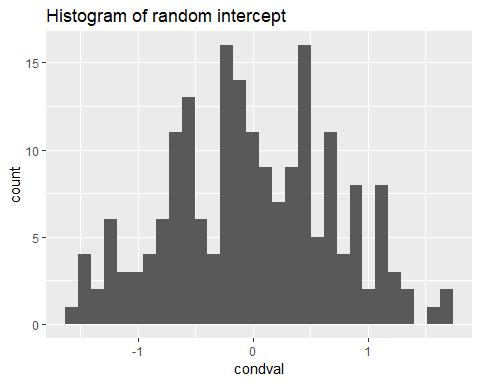 Histogram of random intercept
15
10
5
0
count
-1 0 1
condval